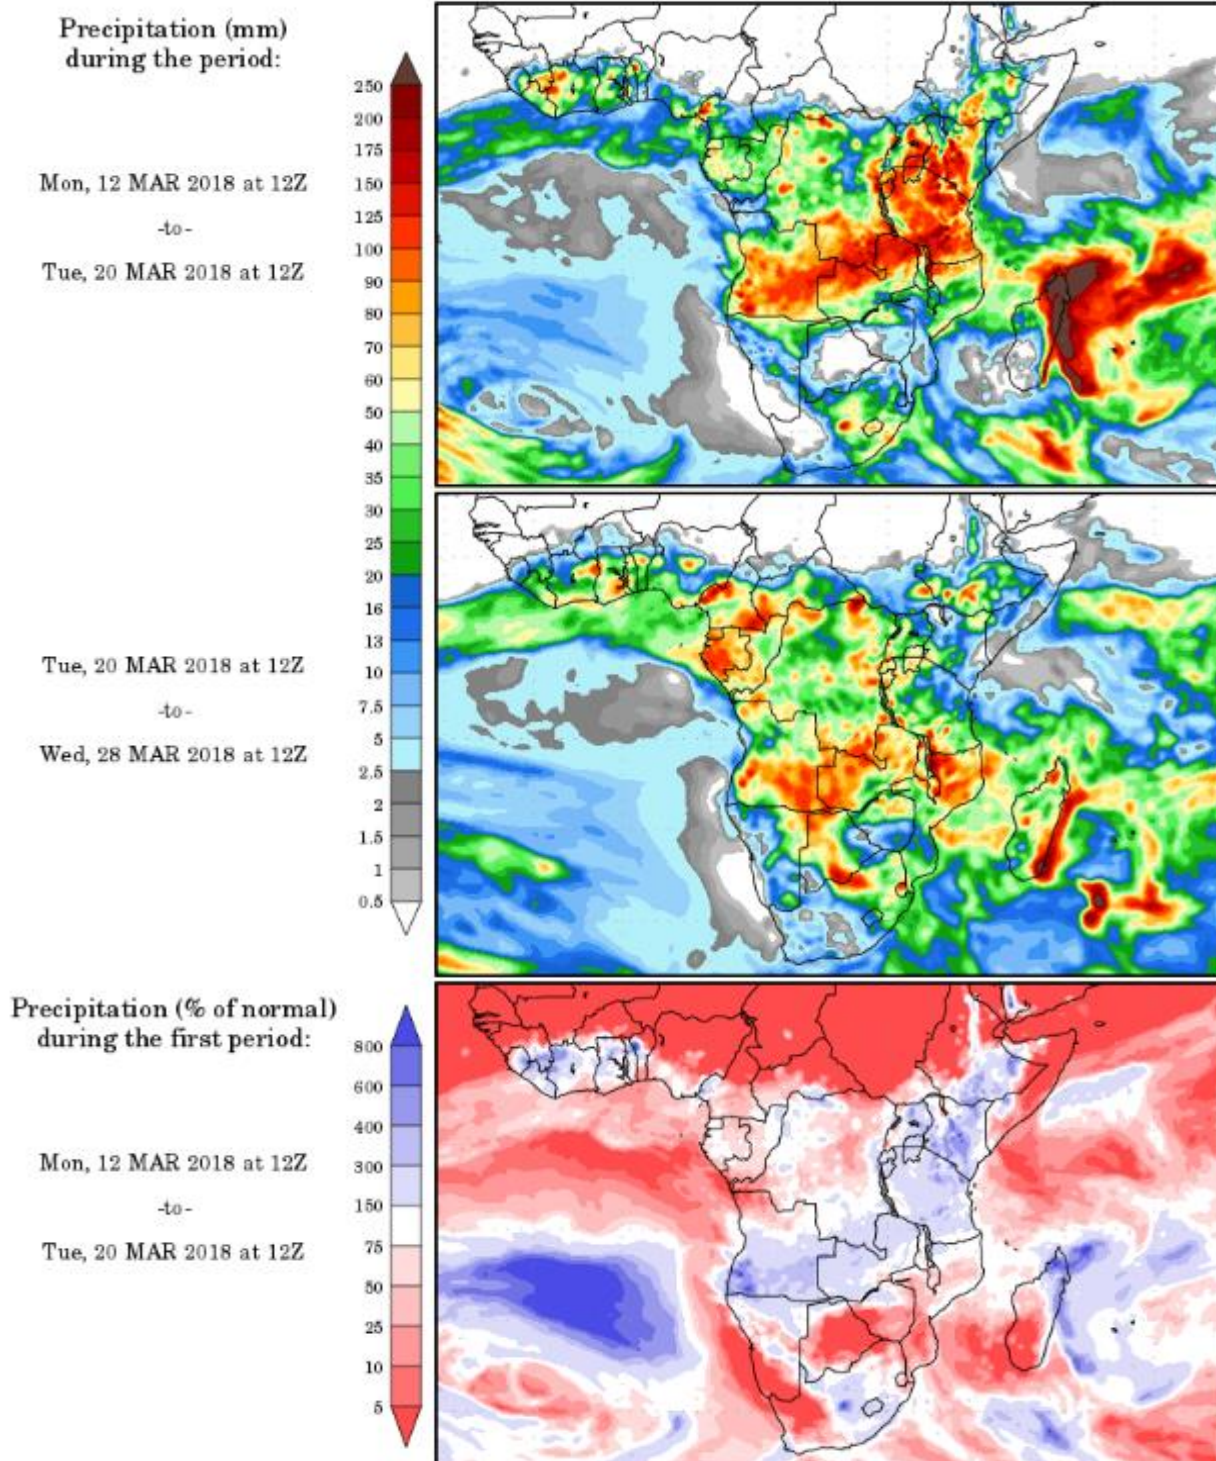 Precipitation (mm)
during the period:
Mon, 12 MAR 2018 at 12Z
-to-
Tue, 20 MAR 2018 at 12Z
250
200
175
150
125
100
90
80
70
60
50
40
35
30
25
20
16
13
10
7.5
5
2.5
2
1.5
1
0.5
Tue, 20 MAR 2018 at 12Z
-to-
Wed, 28 MAR 2018 at 12Z
Precipitation (% of normal)
during the first period:
Mon, 12 MAR 2018 at 12Z
-to-
Tue, 20 MAR 2018 at 12Z
800
600
400
300
150
75
50
25
10
5